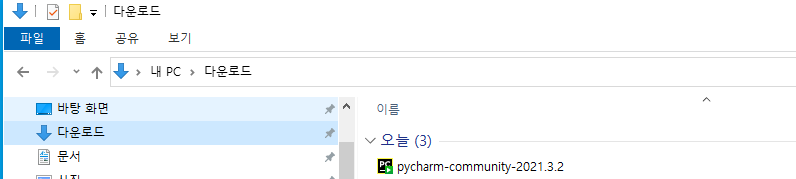 다운로드
파일 홈 공유 보기
내 PC 다운로드
바탕 화면
다운로드
문서
이름
오늘 (3)
pycharm-community-2021.3.2